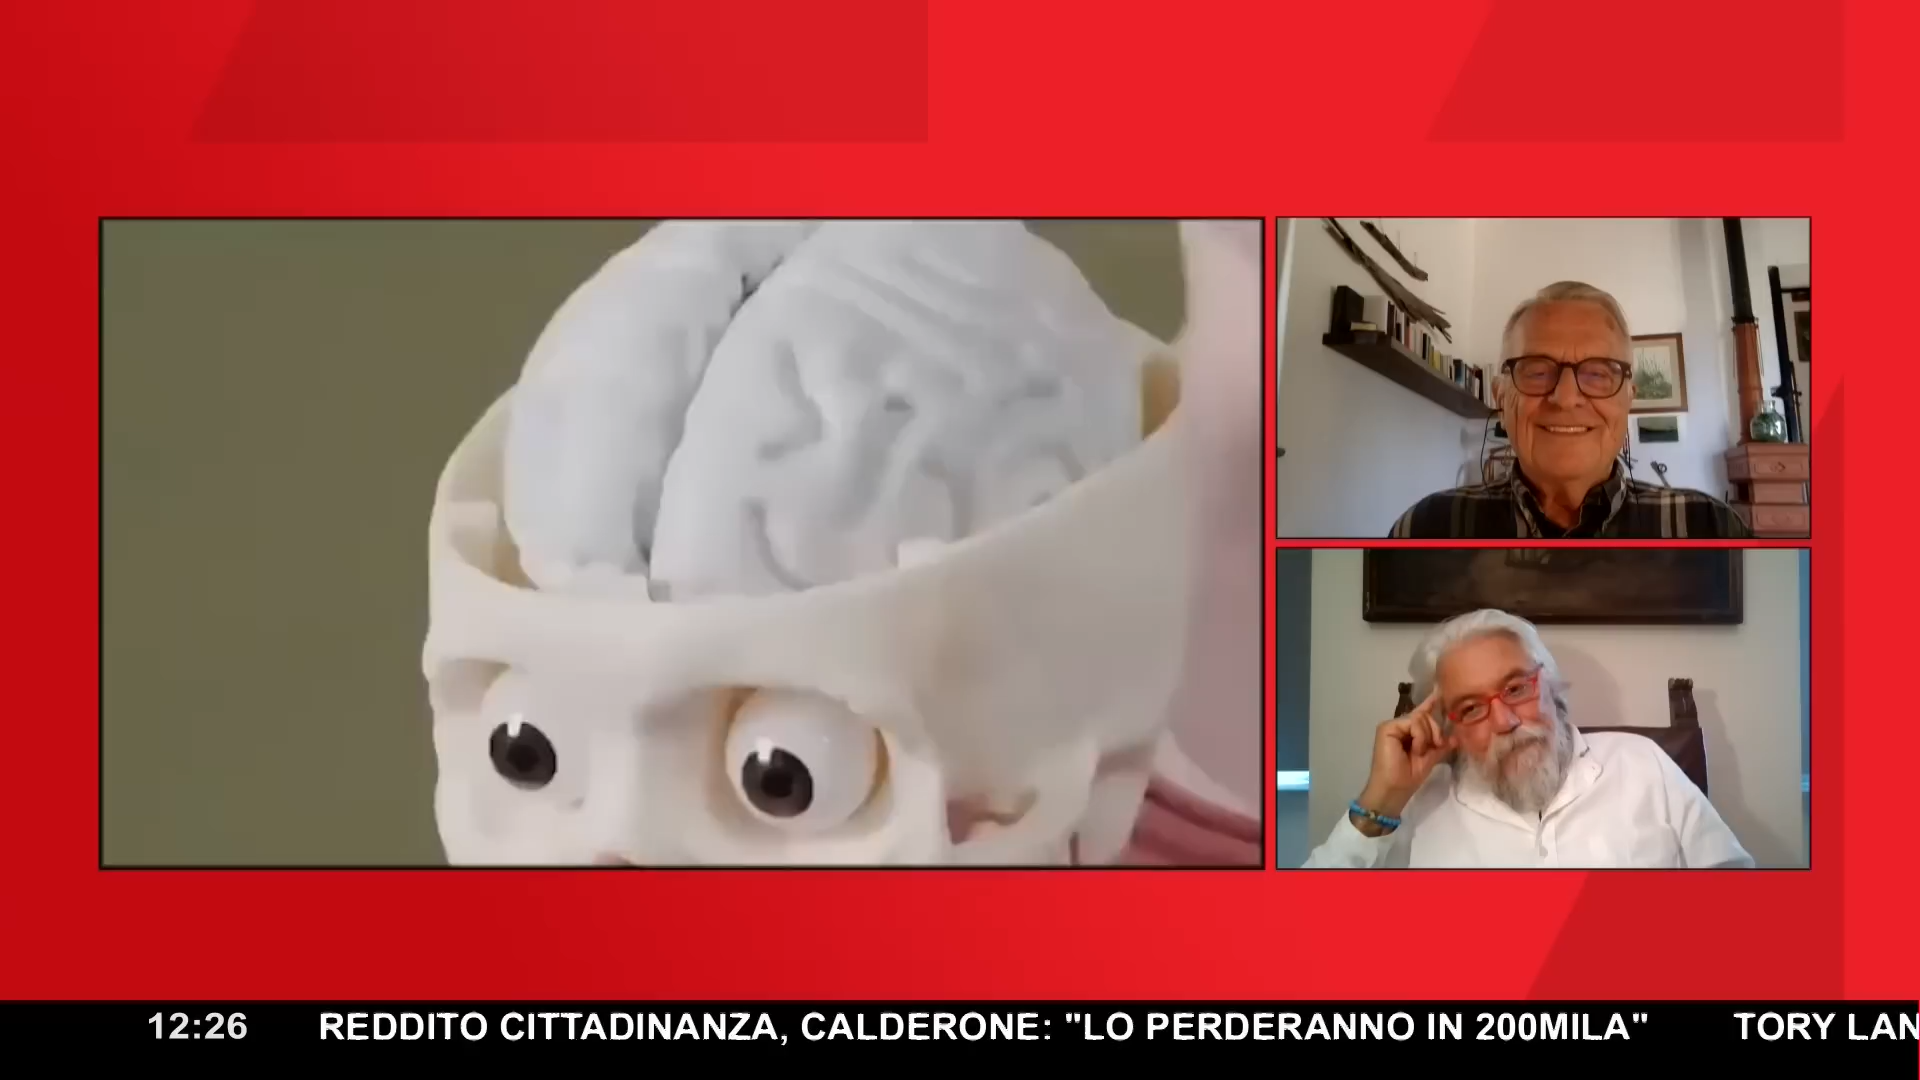 12:26 REDDITO CITTADINANZA, CALDERONE: "LO PERDERANNO IN 200MILA" TORY LAN